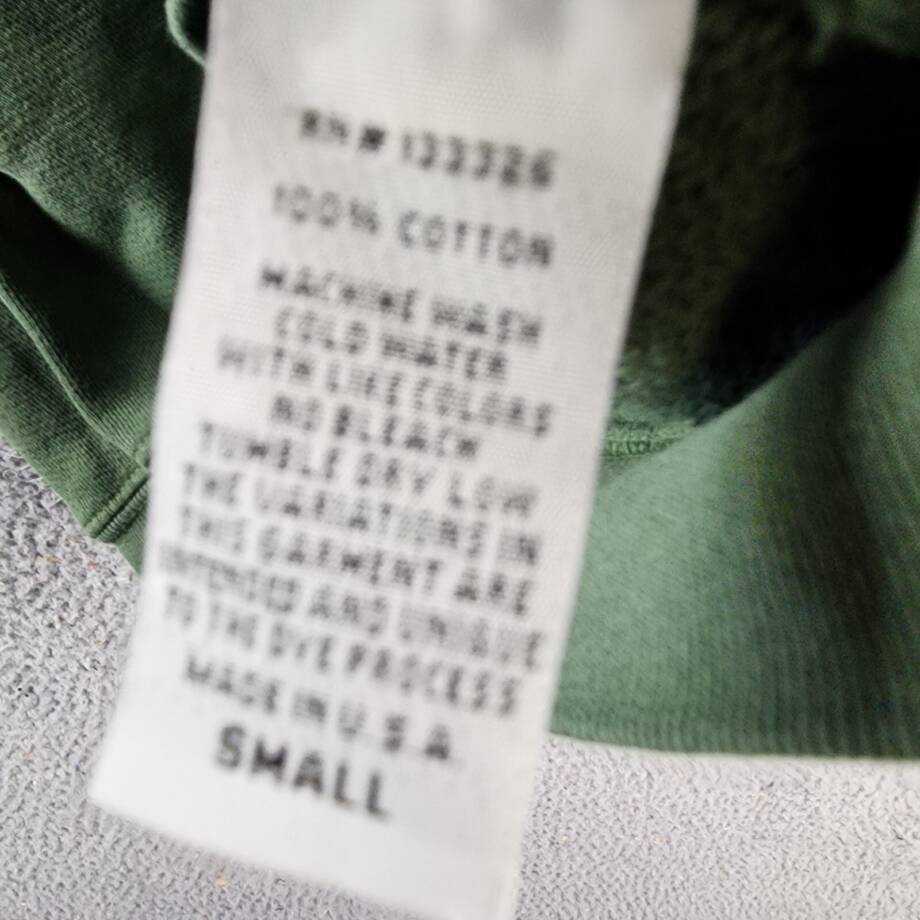 RN # 133326
100% COTTON
MACHINE WASH
COLD WATER
WITH LIKE COLORS
NO BLEACH
TUMBLE DRY LOW
THE VARIATIONS IN
THIS GARMENT ARE
INTENDED AND UNIQUE
TO THE DYE PROCESS
MADE IN U.S.A.
SMALL